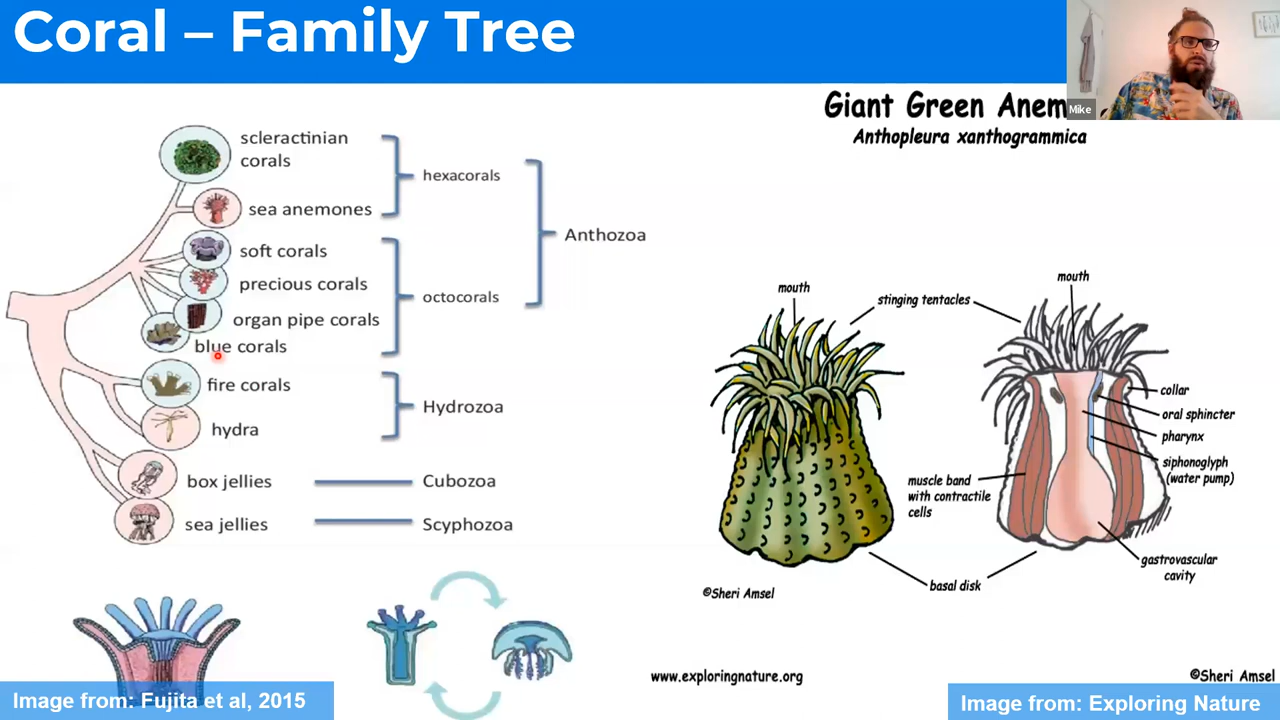 Coral – Family Tree
Mike
scleractinian
corals
hexacorals
sea anemones
Anthozoa
soft corals
precious corals
octocorals
organ pipe corals
blue corals
fire corals
Hydrozoa
hydra
box jellies
Cubozoa
sea jellies
Scyphozoa
Image from: Fujita et al, 2015
Giant Green Anem
Anthopleura xanthogrammica
mouth
stinging tentacles
mouth
collar
oral sphincter
pharynx
siphonoglyph
(water pump)
muscle band
with contractile
cells
gastrovascular
cavity
basal disk
©Sheri Amsel
www.exploringnature.org
©Sheri Amsel
Image from: Exploring Nature